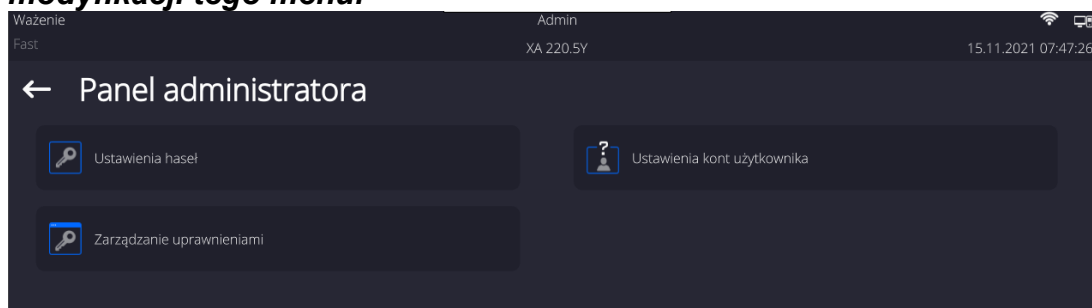 modyfikacji tego menu.
Ważenie Admin
Fast XA 220.5Y 15.11.2021 07:47:26
← Panel administratora
Ustawienia haseł ? Ustawienia kont użytkownika
Zarządzanie uprawnieniami